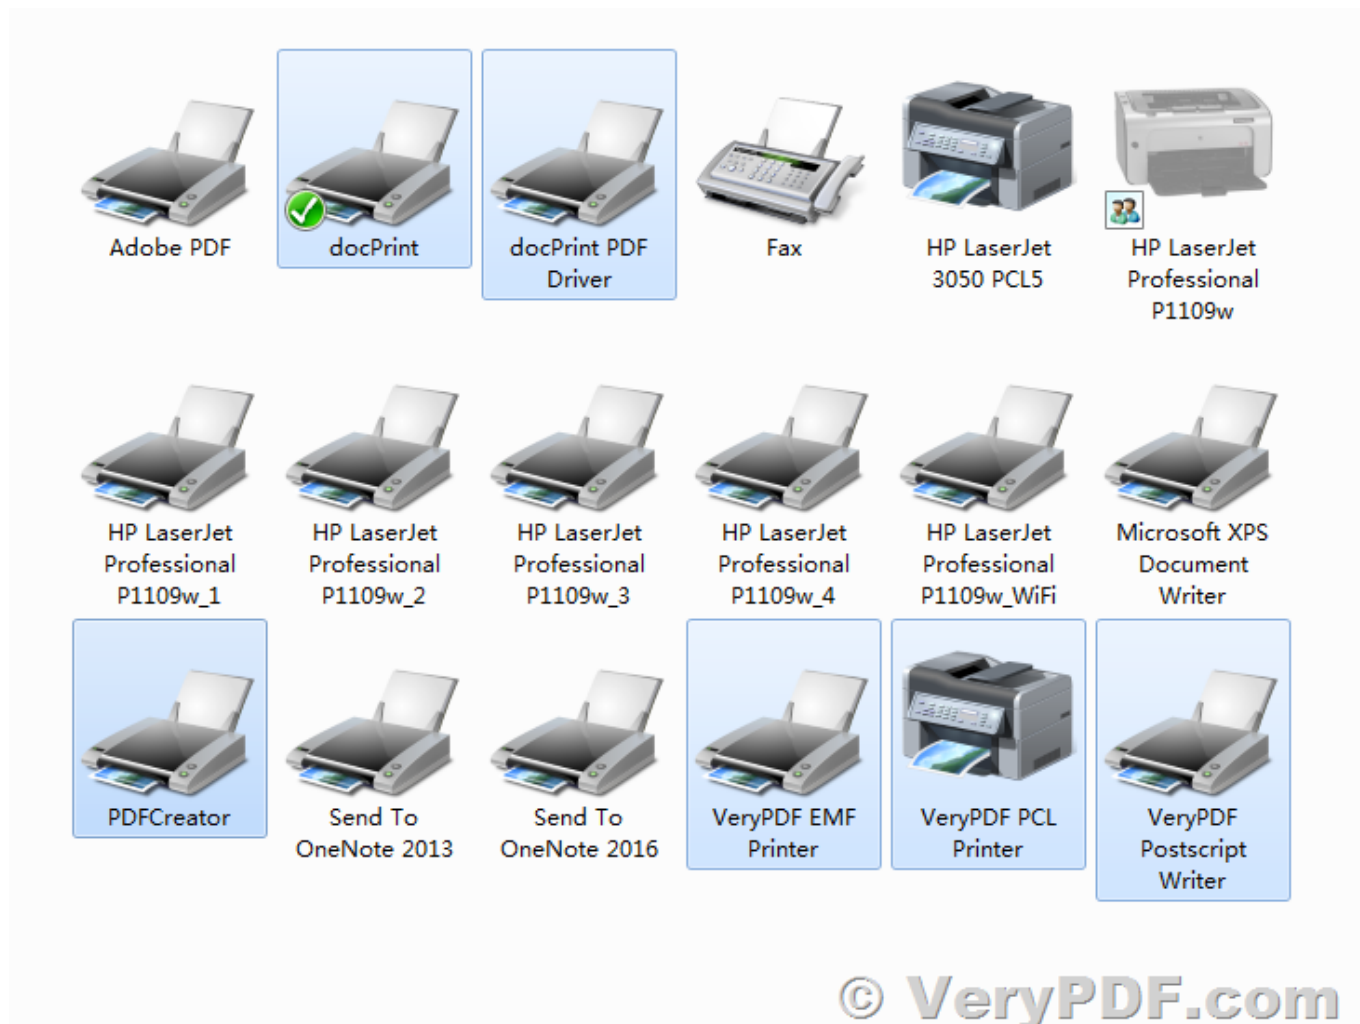 Adobe PDF
docPrint
docPrint PDF
Driver
Fax
HP LaserJet
3050 PCL5
HP LaserJet
Professional
P1109w
HP LaserJet
Professional
P1109w_1
HP LaserJet
Professional
P1109w_2
HP LaserJet
Professional
P1109w_3
HP LaserJet
Professional
P1109w_4
HP LaserJet
Professional
P1109w_WiFi
Microsoft XPS
Document
Writer
PDFCreator
Send To
OneNote 2013
Send To
OneNote 2016
VeryPDF EMF
Printer
VeryPDF PCL
Printer
VeryPDF
Postscript
Writer
© VeryPDF.com